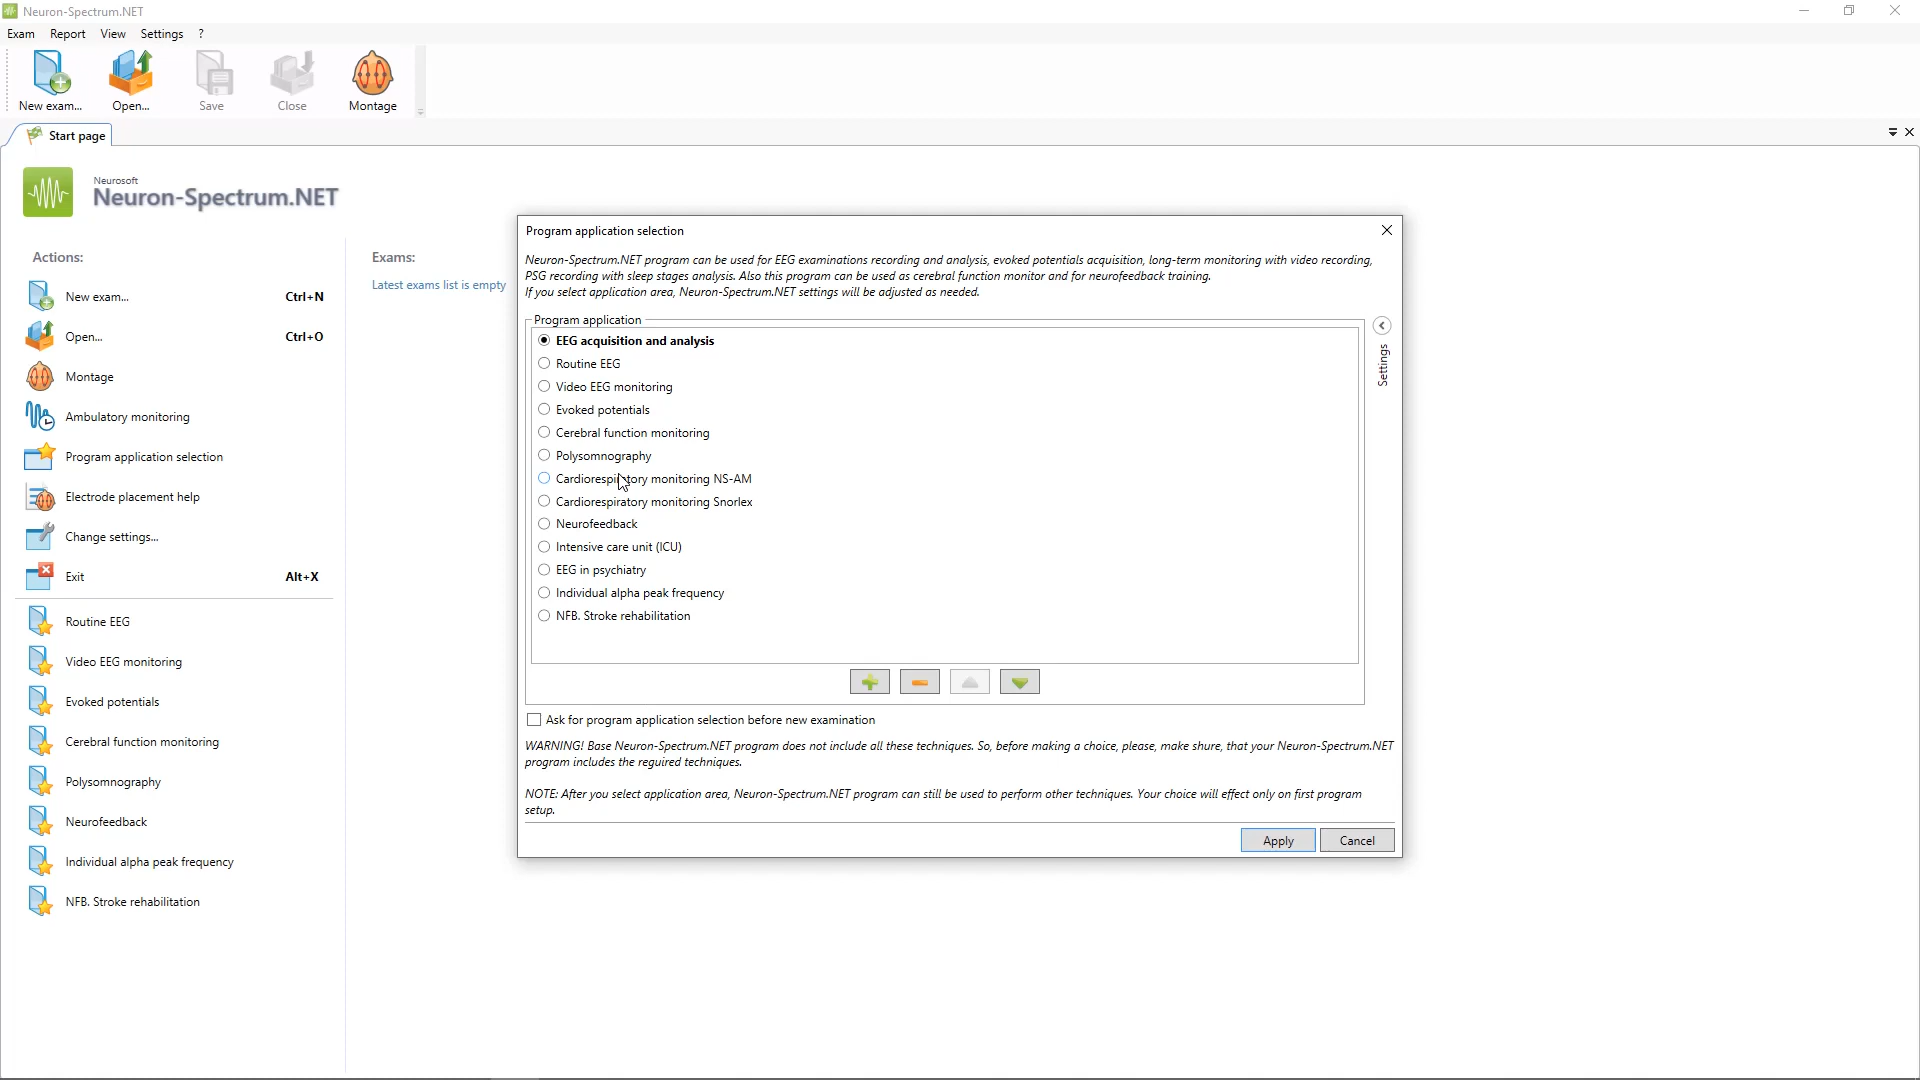 Neuron-Spectrum.NET
Exam Report View Settings ?
New exam... Open... Save Close Montage
Start page
Neurosoft
Neuron-Spectrum.NET
Actions:
New exam... Ctrl+N
Open... Ctrl+O
Montage
Ambulatory monitoring
Program application selection
Electrode placement help
Change settings...
Exit Alt+X
Routine EEG
Video EEG monitoring
Evoked potentials
Cerebral function monitoring
Polysomnography
Neurofeedback
Individual alpha peak frequency
NFB. Stroke rehabilitation
Exams:
Latest exams list is empty
Program application selection
Neuron-Spectrum.NET program can be used for EEG examinations recording and analysis, evoked potentials acquisition, long-term monitoring with video recording,
PSG recording with sleep stages analysis. Also this program can be used as cerebral function monitor and for neurofeedback training.
If you select application area, Neuron-Spectrum.NET settings will be adjusted as needed.
Program application
EEG acquisition and analysis
Routine EEG
Video EEG monitoring
Evoked potentials
Cerebral function monitoring
Polysomnography
Cardiorespiratory monitoring NS-AM
Cardiorespiratory monitoring Snorlex
Neurofeedback
Intensive care unit (ICU)
EEG in psychiatry
Individual alpha peak frequency
NFB. Stroke rehabilitation
Settings
Ask for program application selection before new examination
WARNING! Base Neuron-Spectrum.NET program does not include all these techniques. So, before making a choice, please, make shure, that your Neuron-Spectrum.NET
program includes the reguired techniques.
NOTE: After you select application area, Neuron-Spectrum.NET program can still be used to perform other techniques. Your choice will effect only on first program
setup.
Apply Cancel